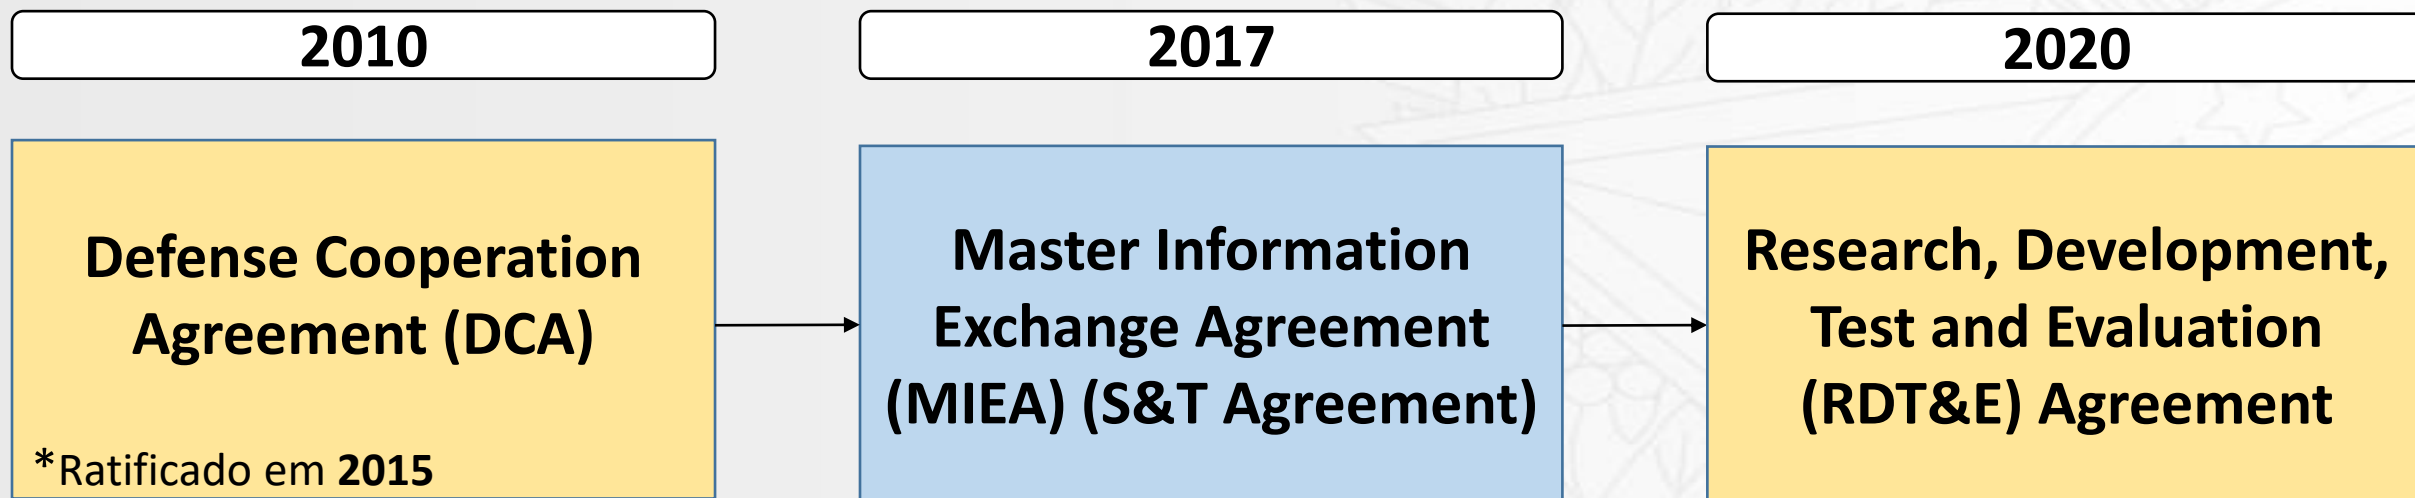 2010
2017
2020
Defense Cooperation
Agreement (DCA)
*Ratificado em 2015
Master Information
Exchange Agreement
(MIEA) (S&T Agreement)
Research, Development,
Test and Evaluation
(RDT&E) Agreement